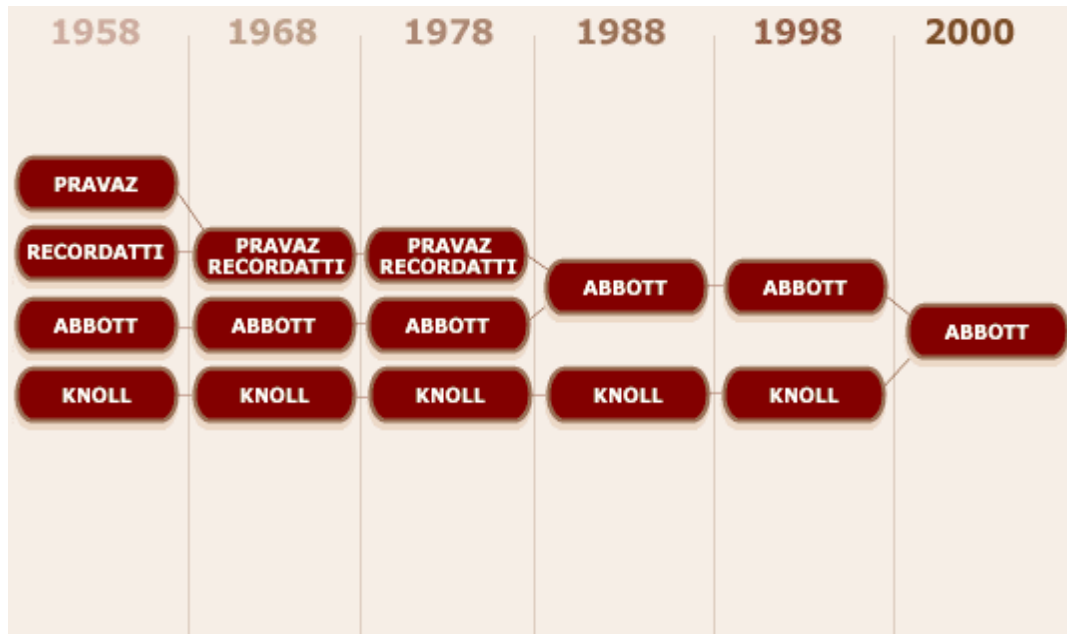 1958 1968 1978 1988 1998 2000
PRAVAZ
RECORDATTI
PRAVAZ
RECORDATTI
PRAVAZ
RECORDATTI
ABBOTT
ABBOTT
ABBOTT
ABBOTT
ABBOTT
ABBOTT
KNOLL
KNOLL
KNOLL
KNOLL
KNOLL